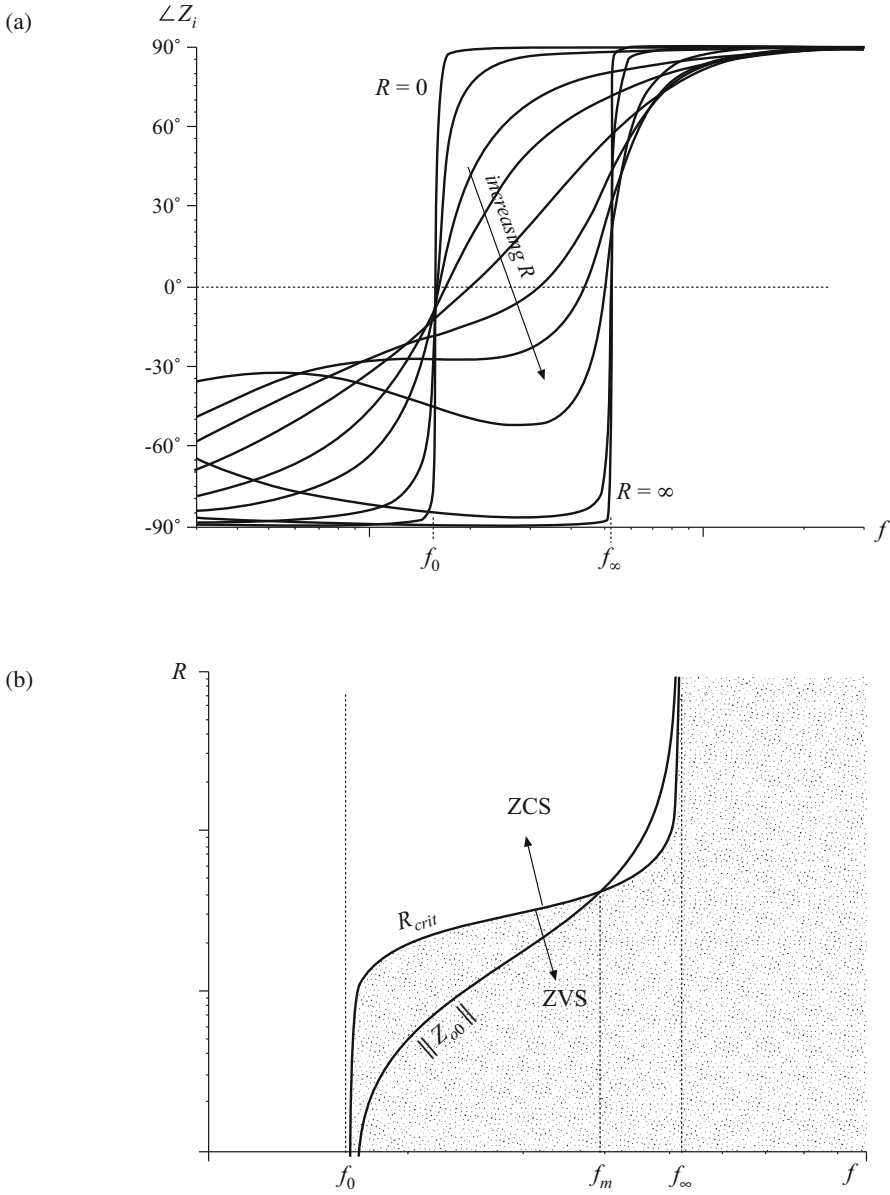 (a)
∠Z_i
90˚
60˚
30˚
0˚
-30˚
-60˚
-90˚
R = 0
increasing R
R = ∞
f_0
f_∞
f
(b)
R
ZCS
R_crit
ZVS
‖Z_o0‖
f_0
f_m
f_∞
f